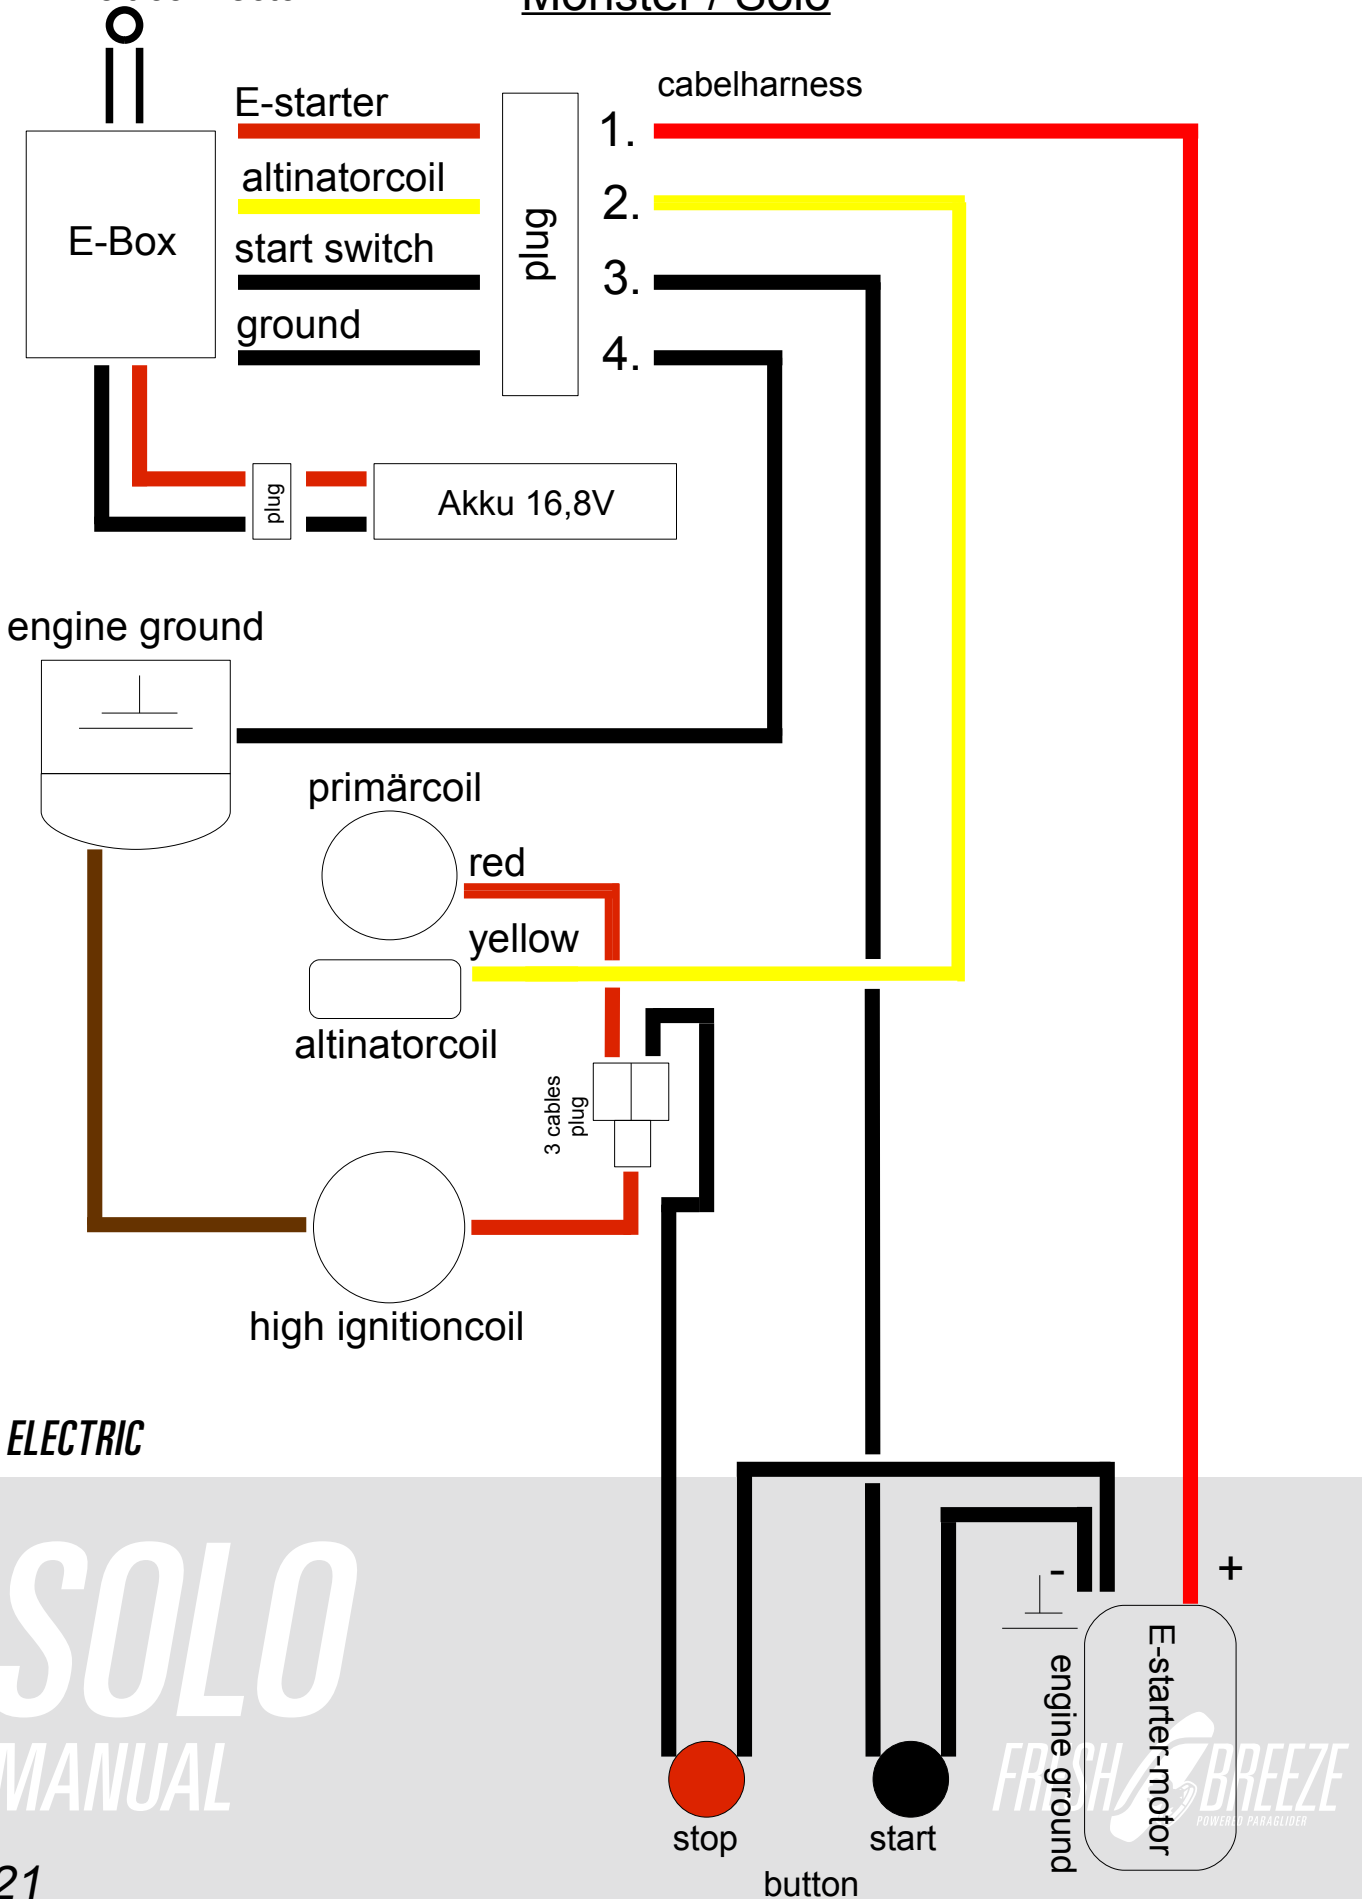 Monster / Solo
cabelharness
E-starter
1.
altinatorcoil
2.
E-Box
plug
start switch
3.
ground
4.
plug
Akku 16,8V
engine ground
primärcoil
red
yellow
altinatorcoil
3 cables
plug
high ignitioncoil
ELECTRIC
SOLO
MANUAL
-
+
E-starter-motor
engine ground
FRESH BREEZE
POWERED PARAGLIDER
stop
start
button
21